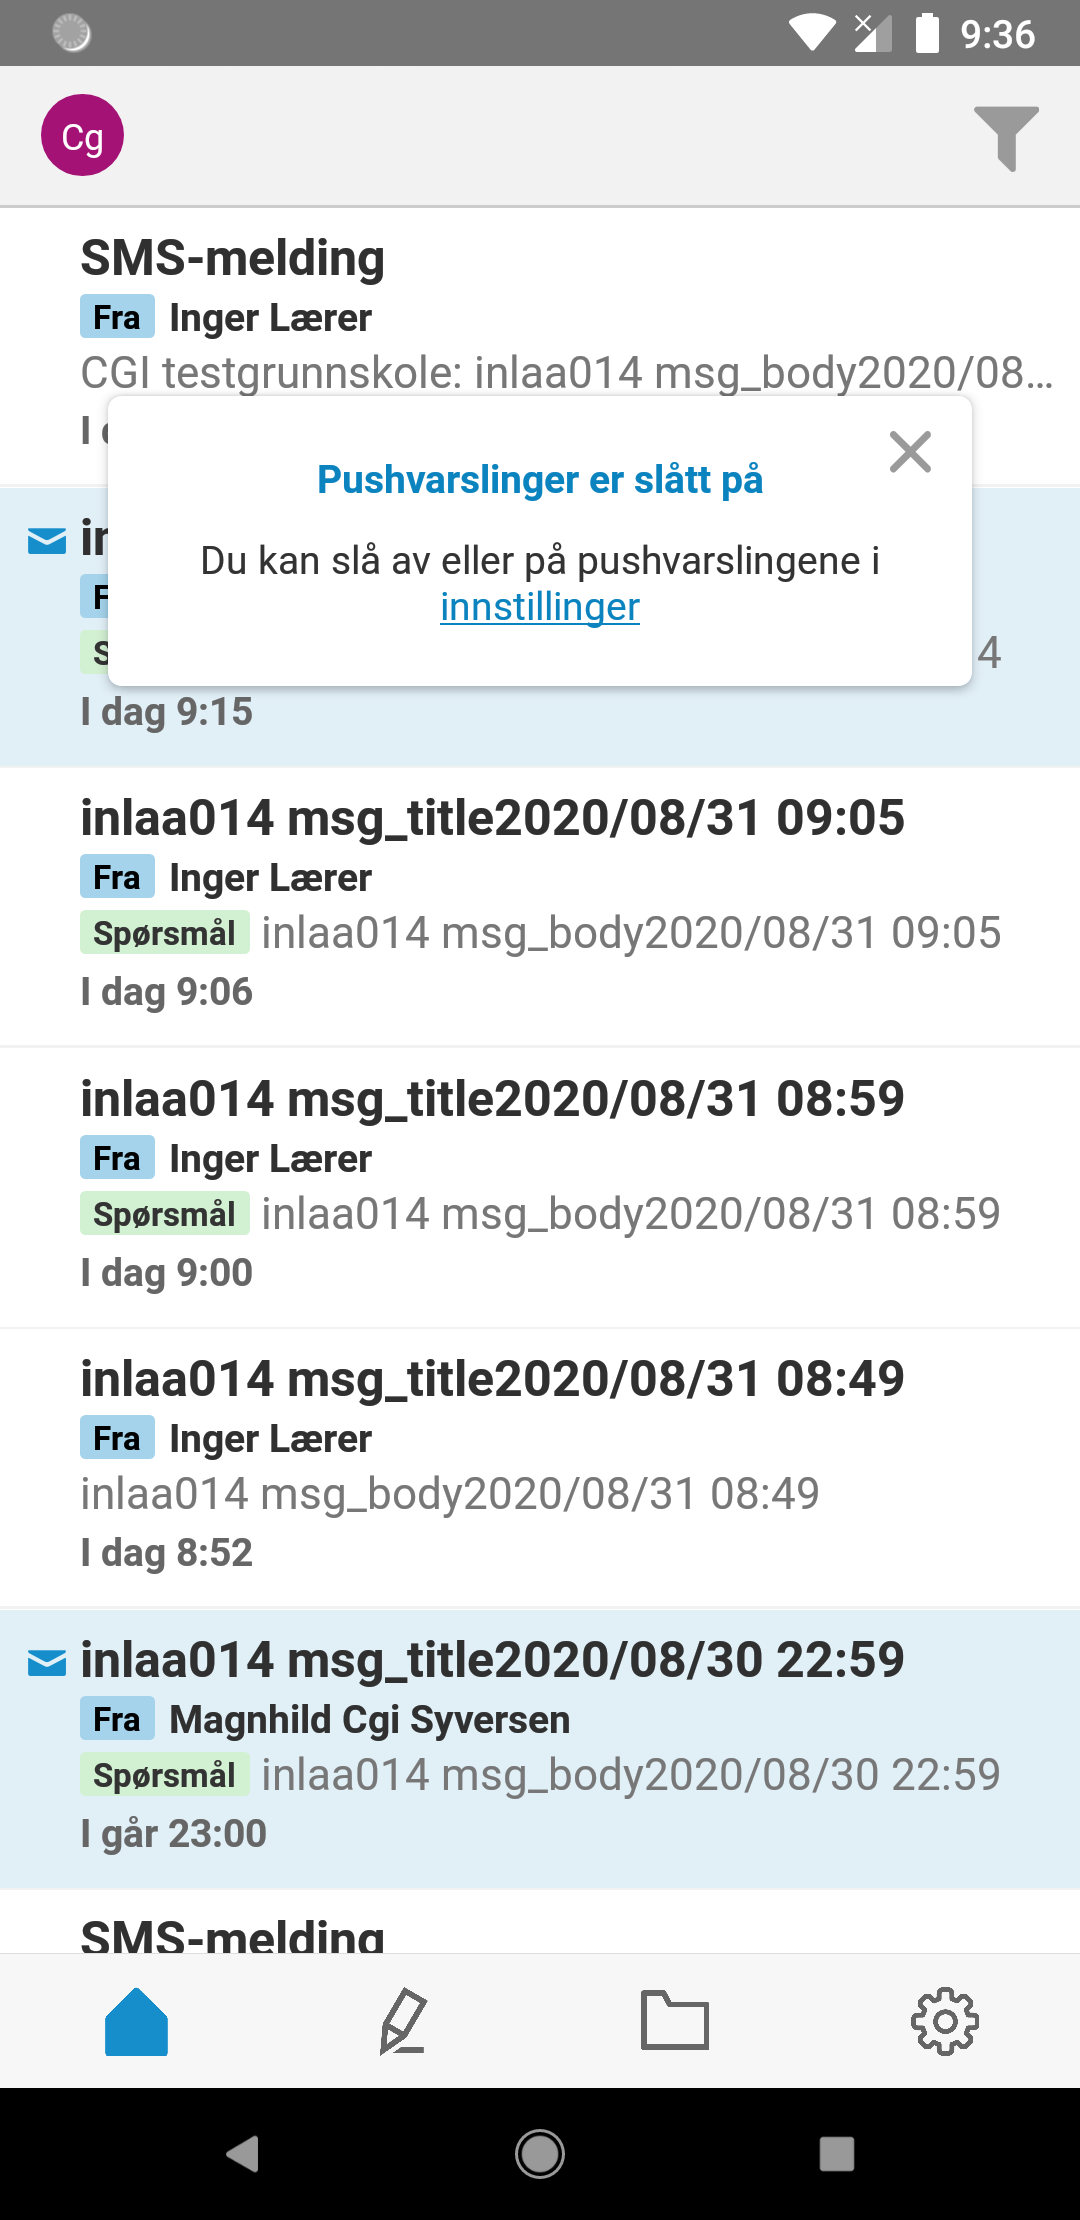 9:36
Cg
SMS-melding
Fra Inger Lærer
CGI testgrunnskole: inlaa014 msg_body2020/08...
I
Pushvarslinger er slått på
Du kan slå av eller på pushvarslingene i
innstillinger
4
I dag 9:15
inlaa014 msg_title2020/08/31 09:05
Fra Inger Lærer
Spørsmål inlaa014 msg_body2020/08/31 09:05
I dag 9:06
inlaa014 msg_title2020/08/31 08:59
Fra Inger Lærer
Spørsmål inlaa014 msg_body2020/08/31 08:59
I dag 9:00
inlaa014 msg_title2020/08/31 08:49
Fra Inger Lærer
inlaa014 msg_body2020/08/31 08:49
I dag 8:52
inlaa014 msg_title2020/08/30 22:59
Fra Magnhild Cgi Syversen
Spørsmål inlaa014 msg_body2020/08/30 22:59
I går 23:00
SMS-melding